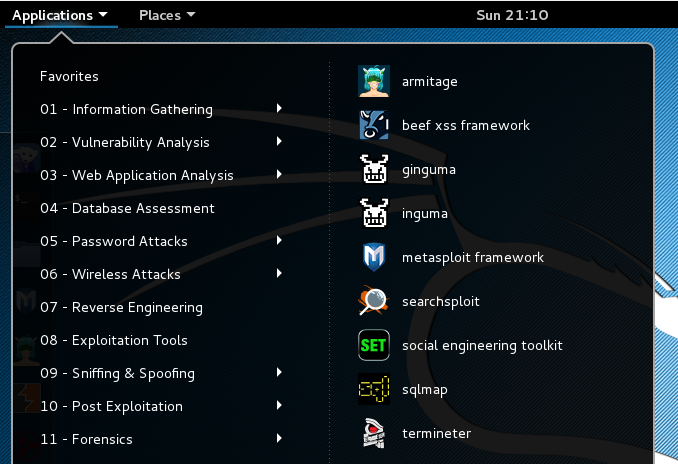 Applications Places Sun 21:10
Favorites
01 - Information Gathering
02 - Vulnerability Analysis
03 - Web Application Analysis
04 - Database Assessment
05 - Password Attacks
06 - Wireless Attacks
07 - Reverse Engineering
08 - Exploitation Tools
09 - Sniffing & Spoofing
10 - Post Exploitation
11 - Forensics
armitage
beef xss framework
ginguma
inguma
metasploit framework
searchsploit
SET social engineering toolkit
sql sqlmap
termineter